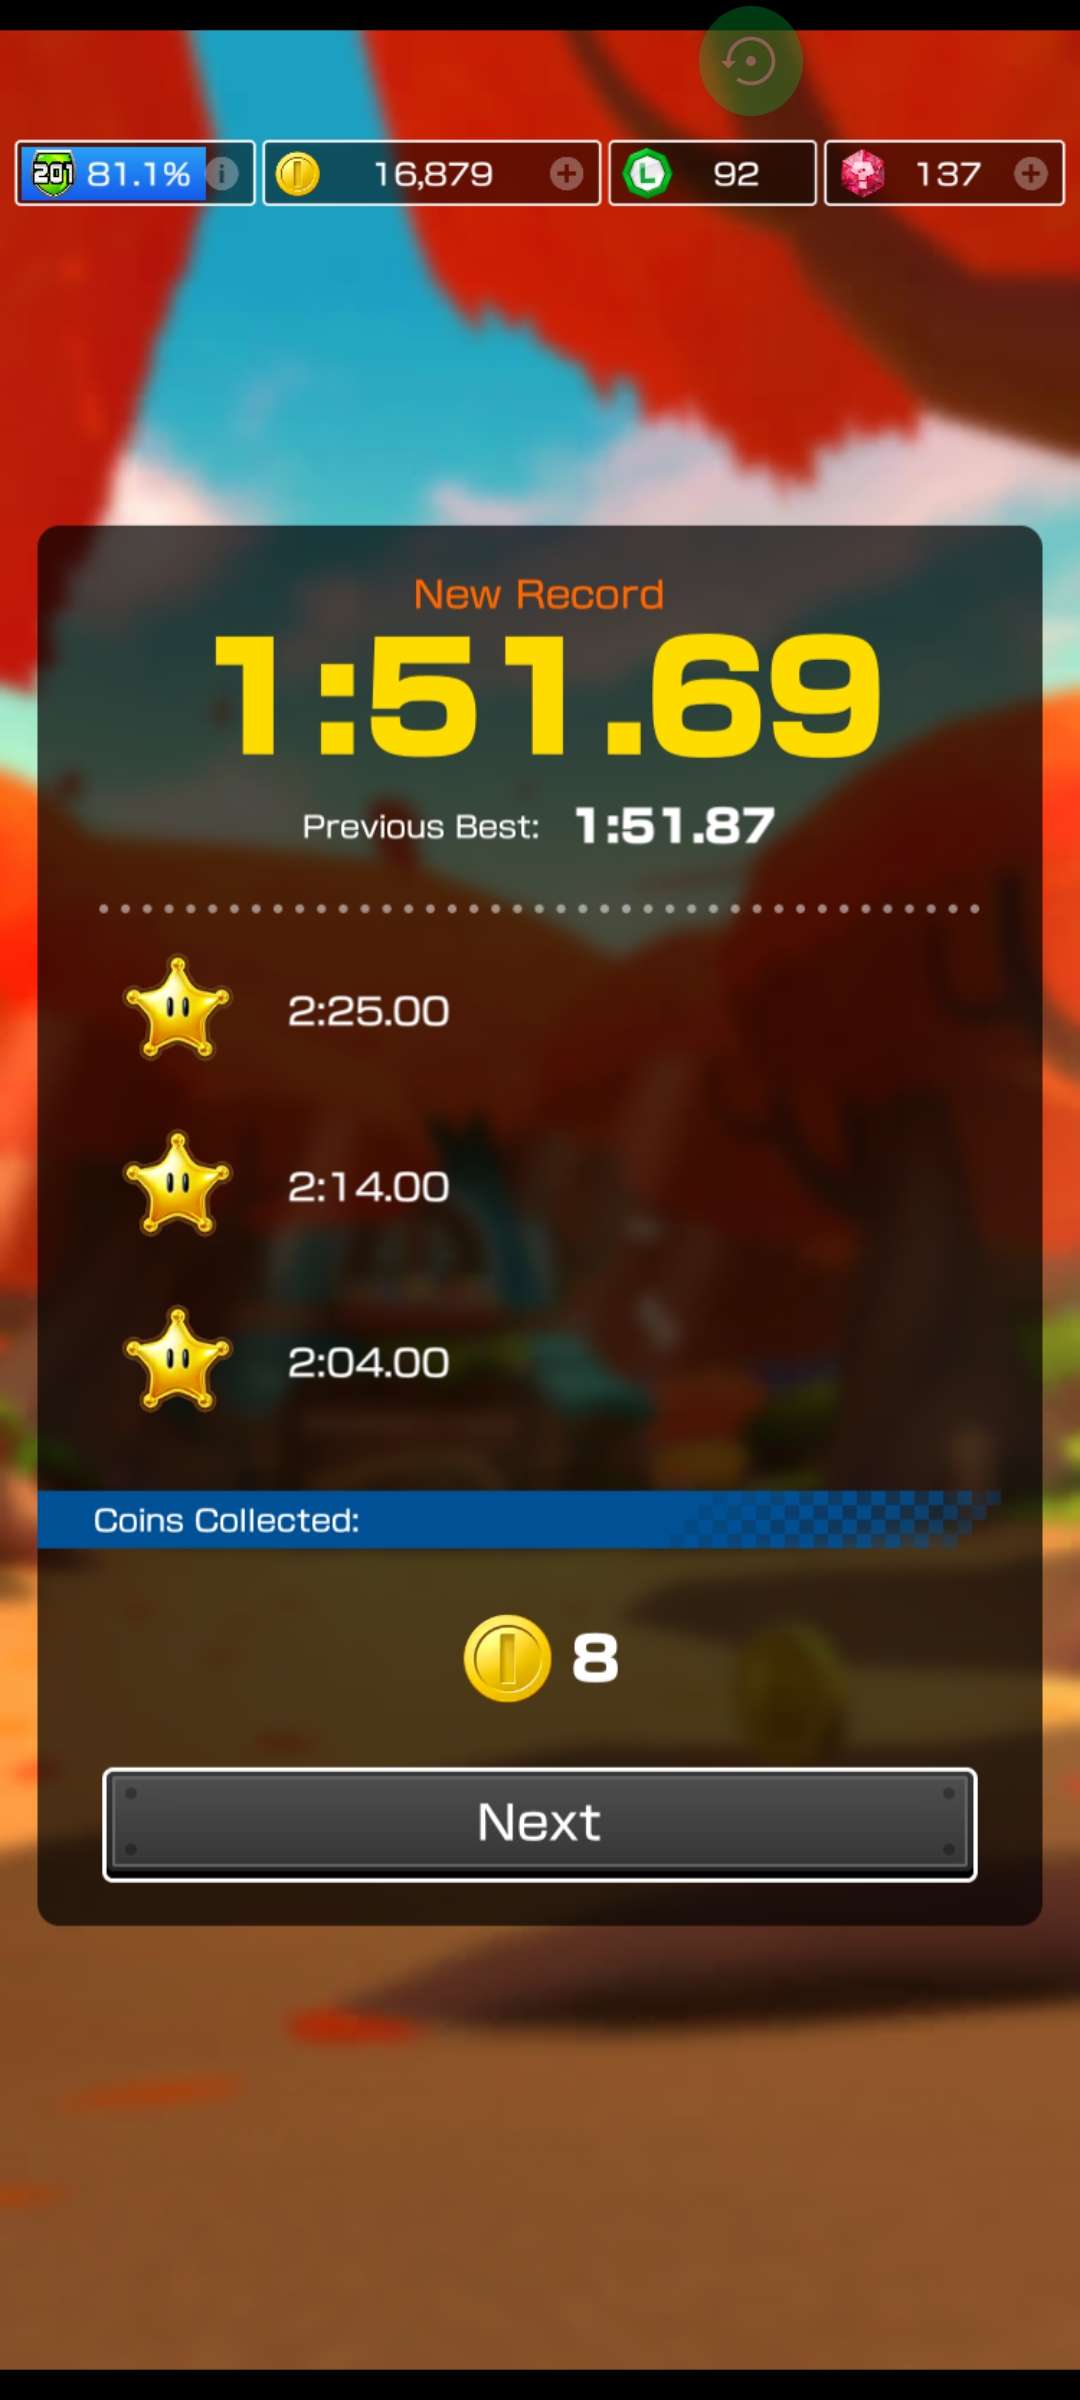 201 81.1% i 16,879 + L 92 ? 137 +
New Record
1:51.69
Previous Best: 1:51.87
2:25.00
2:14.00
2:04.00
Coins Collected:
8
Next